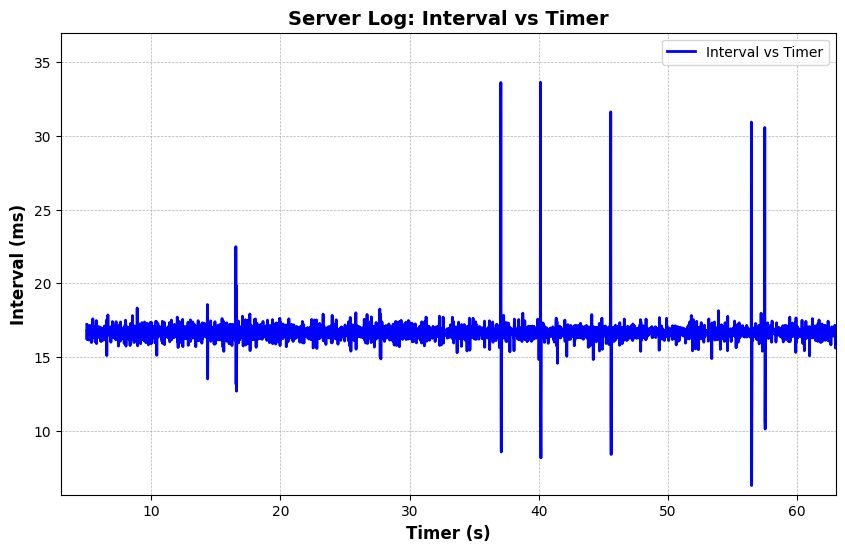 Server Log: Interval vs Timer
Interval vs Timer
35
30
25
20
15
10
Interval (ms)
10 20 30 40 50 60
Timer (s)